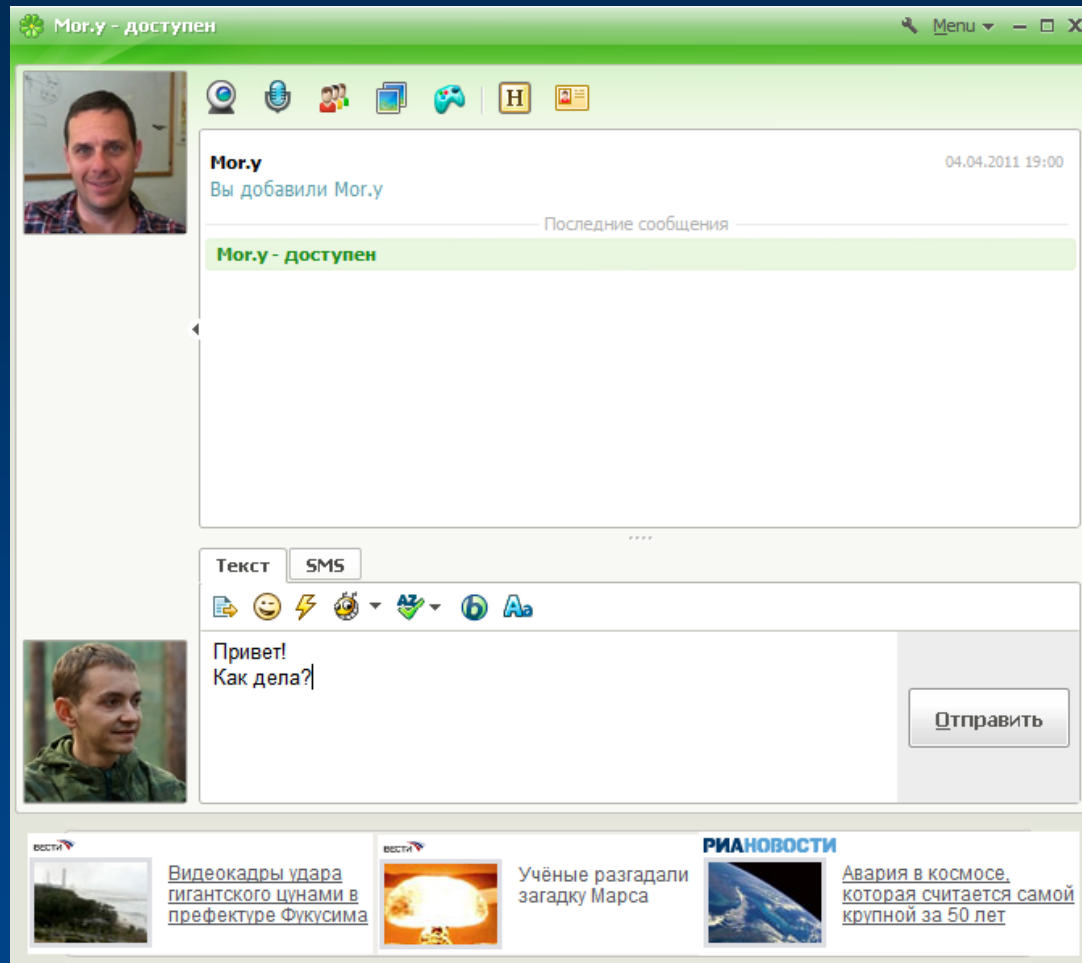 Mor.y - доступен
Menu
Mor.y
04.04.2011 19:00
Вы добавили Mor.y
Последние сообщения
Mor.y - доступен
Текст
SMS
Привет!
Как дела?
Отправить
ВЕСТИ
Видеокадры удара
гигантского цунами в
префектуре Фукусима
ВЕСТИ
Учёные разгадали
загадку Марса
РИАНОВОСТИ
Авария в космосе,
которая считается самой
крупной за 50 лет